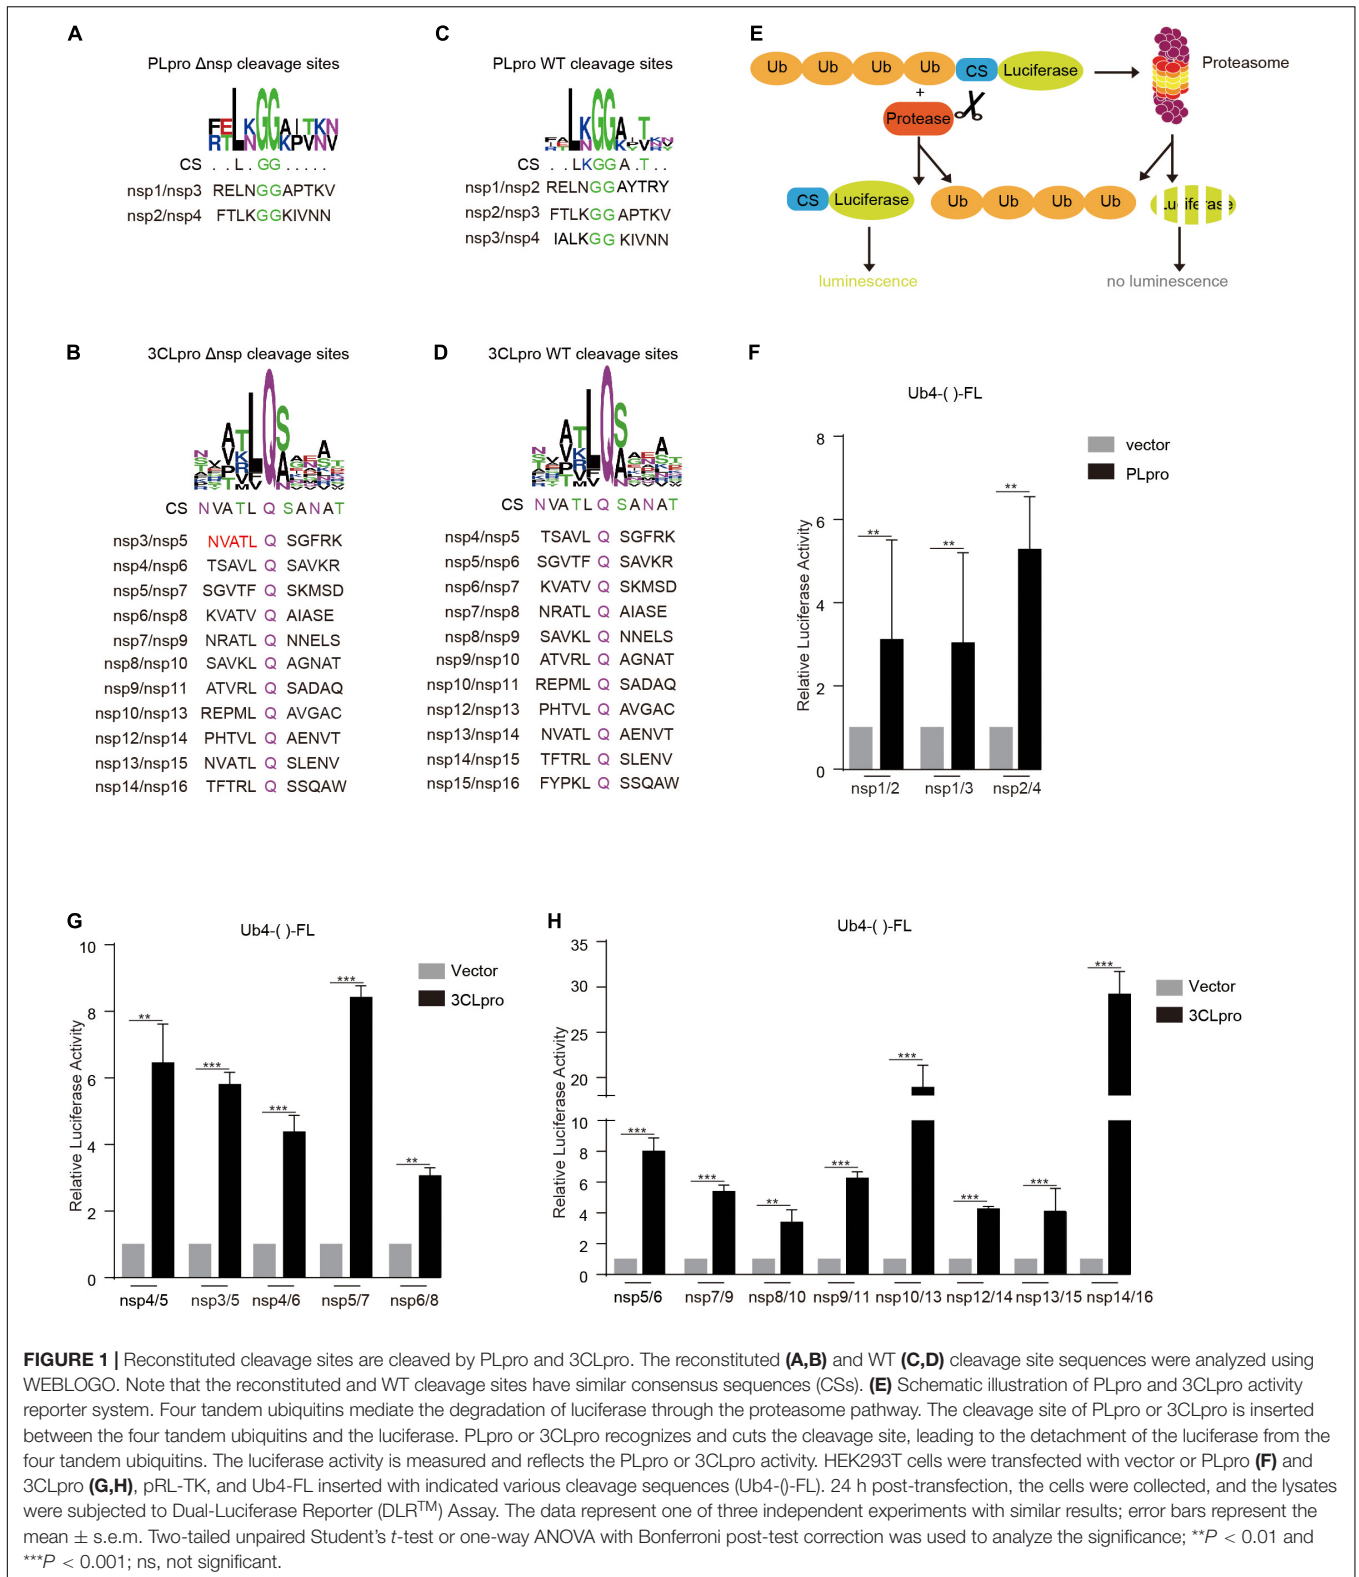 A
PLpro Δnsp cleavage sites
CS . . L . GG . . . . .
nsp1/nsp3 RELNGGAPTKV
nsp2/nsp4 FTLKGGKIVNN
C
PLpro WT cleavage sites
CS . . LKGGA . T . .
nsp1/nsp2 RELNGGAYTRY
nsp2/nsp3 FTLKGGAPTKV
nsp3/nsp4 IALKGGKIVNN
E
Ub Ub Ub Ub CS Luciferase
+
Protease
Proteasome
CS Luciferase
Ub Ub Ub Ub
Luciferase
luminescence
no luminescence
B
3CLpro Δnsp cleavage sites
CS NVATL Q SANAT
nsp3/nsp5 NVATL Q SGFRK
nsp4/nsp6 TSAVL Q SAVKR
nsp5/nsp7 SGVTF Q SKMSD
nsp6/nsp8 KVATV Q AIASE
nsp7/nsp9 NRATL Q NNELS
nsp8/nsp10 SAVKL Q AGNAT
nsp9/nsp11 ATVRL Q SADAQ
nsp10/nsp13 REPML Q AVGAC
nsp12/nsp14 PHTVL Q AENVT
nsp13/nsp15 NVATL Q SLENV
nsp14/nsp16 TFTRL Q SSQAW
D
3CLpro WT cleavage sites
CS NVATL Q SANAT
nsp4/nsp5 TSAVL Q SGFRK
nsp5/nsp6 SGVTF Q SAVKR
nsp6/nsp7 KVATV Q SKMSD
nsp7/nsp8 NRATL Q AIASE
nsp8/nsp9 SAVKL Q NNELS
nsp9/nsp10 ATVRL Q AGNAT
nsp10/nsp11 REPML Q SADAQ
nsp12/nsp13 PHTVL Q AVGAC
nsp13/nsp14 NVATL Q AENVT
nsp14/nsp15 TFTRL Q SLENV
nsp15/nsp16 FYPKL Q SSQAW
F
Ub4-( )-FL
Relative Luciferase Activity
8
6
4
2
0
** ** **
nsp1/2 nsp1/3 nsp2/4
vector
PLpro
G
Ub4-( )-FL
Relative Luciferase Activity
10
8
6
4
2
0
** *** *** *** **
nsp4/5 nsp3/5 nsp4/6 nsp5/7 nsp6/8
Vector
3CLpro
H
Ub4-( )-FL
Relative Luciferase Activity
35
30
25
20
10
8
6
4
2
0
*** *** ** *** *** *** *** ***
nsp5/6 nsp7/9 nsp8/10 nsp9/11 nsp10/13 nsp12/14 nsp13/15 nsp14/16
Vector
3CLpro
FIGURE 1 | Reconstituted cleavage sites are cleaved by PLpro and 3CLpro. The reconstituted (A,B) and WT (C,D) cleavage site sequences were analyzed using
WEBLOGO. Note that the reconstituted and WT cleavage sites have similar consensus sequences (CSs). (E) Schematic illustration of PLpro and 3CLpro activity
reporter system. Four tandem ubiquitins mediate the degradation of luciferase through the proteasome pathway. The cleavage site of PLpro or 3CLpro is inserted
between the four tandem ubiquitins and the luciferase. PLpro or 3CLpro recognizes and cuts the cleavage site, leading to the detachment of the luciferase from the
four tandem ubiquitins. The luciferase activity is measured and reflects the PLpro or 3CLpro activity. HEK293T cells were transfected with vector or PLpro (F) and
3CLpro (G,H), pRL-TK, and Ub4-FL inserted with indicated various cleavage sequences (Ub4-()-FL). 24 h post-transfection, the cells were collected, and the lysates
were subjected to Dual-Luciferase Reporter (DLR™) Assay. The data represent one of three independent experiments with similar results; error bars represent the
mean ± s.e.m. Two-tailed unpaired Student's t-test or one-way ANOVA with Bonferroni post-test correction was used to analyze the significance; **P < 0.01 and
***P < 0.001; ns, not significant.